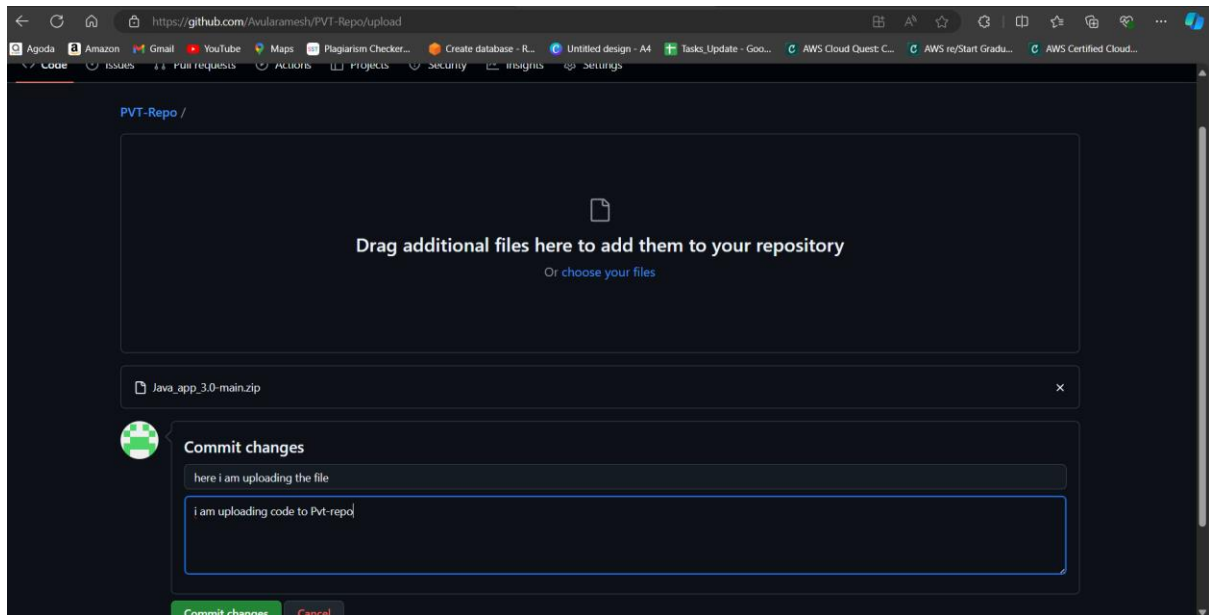 https://github.com/Avularamesh/PVT-Repo/upload
Agoda Amazon Gmail YouTube Maps Plagiarism Checker... Create database - R... Untitled design - A4 Tasks_Update - Goo... AWS Cloud Quest: C... AWS re/Start Gradu... AWS Certified Cloud...
Code Issues Pull requests Actions Projects Security Insights Settings
PVT-Repo /
Drag additional files here to add them to your repository
Or choose your files
Java_app_3.0-main.zip
Commit changes
here i am uploading the file
i am uploading code to Pvt-repo
Commit changes Cancel